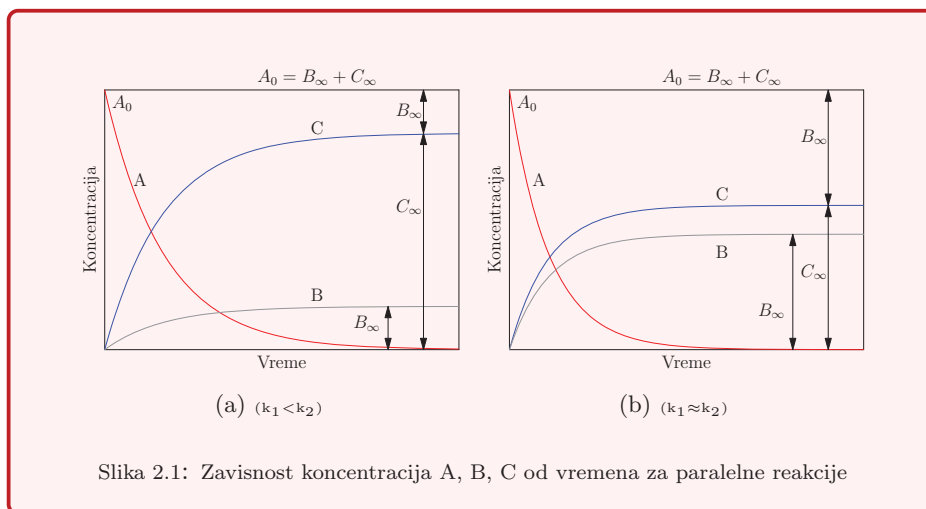 A₀ = B∞ + C∞
A₀
B∞
C
A
C∞
B
B∞
Koncentracija
Vreme
(a) (k₁<k₂)
A₀ = B∞ + C∞
A₀
B∞
A
C
B
C∞
B∞
Koncentracija
Vreme
(b) (k₁≈k₂)
Slika 2.1: Zavisnost koncentracija A, B, C od vremena za paralelne reakcije